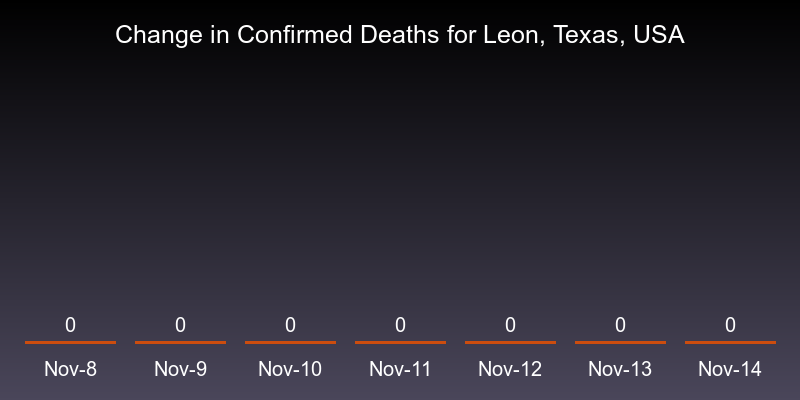 Change in Confirmed Deaths for Leon, Texas, USA
0 0 0 0 0 0 0
Nov-8 Nov-9 Nov-10 Nov-11 Nov-12 Nov-13 Nov-14